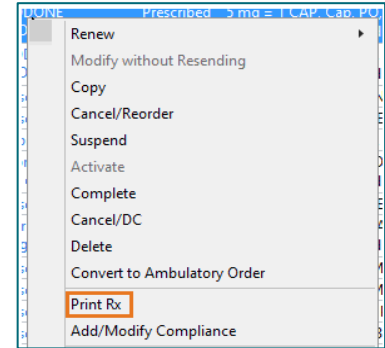 DONE Prescribed 5 mg = 1 CAP, Cap, PO,
Renew
Modify without Resending
Copy
Cancel/Reorder
Suspend
Activate
Complete
Cancel/DC
Delete
Convert to Ambulatory Order
Print Rx
Add/Modify Compliance